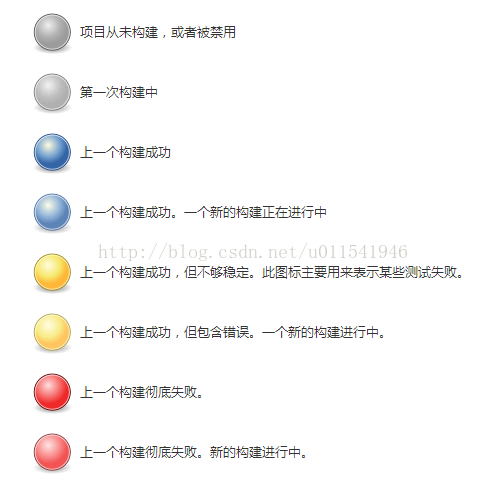 项目从未构建，或者被禁用
第一次构建中
上一个构建成功
上一个构建成功。一个新的构建正在进行中
http://blog.csdn.net/u011541946
上一个构建成功，但不够稳定。此图标主要用来表示某些测试失败。
上一个构建成功，但包含错误。一个新的构建进行中。
上一个构建彻底失败。
上一个构建彻底失败。新的构建进行中。